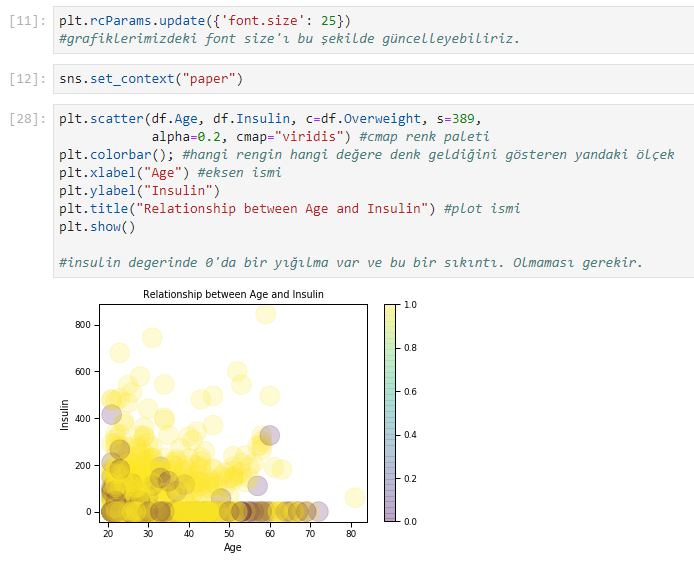 [11]: plt.rcParams.update({'font.size': 25})
#grafiklerimizdeki font size'ı bu şekilde güncelleyebiliriz.
[12]: sns.set_context("paper")
[28]: plt.scatter(df.Age, df.Insulin, c=df.Overweight, s=389,
alpha=0.2, cmap="viridis") #cmap renk paleti
plt.colorbar(); #hangi rengin hangi değere denk geldiğini gösteren yandaki ölçek
plt.xlabel("Age") #eksen ismi
plt.ylabel("Insulin")
plt.title("Relationship between Age and Insulin") #plot ismi
plt.show()
#insulin degerinde 0'da bir yığılma var ve bu bir sıkıntı. Olmaması gerekir.
Relationship between Age and Insulin
800
600
400
200
0
Insulin
20 30 40 50 60 70 80
Age
1.0
0.8
0.6
0.4
0.2
0.0